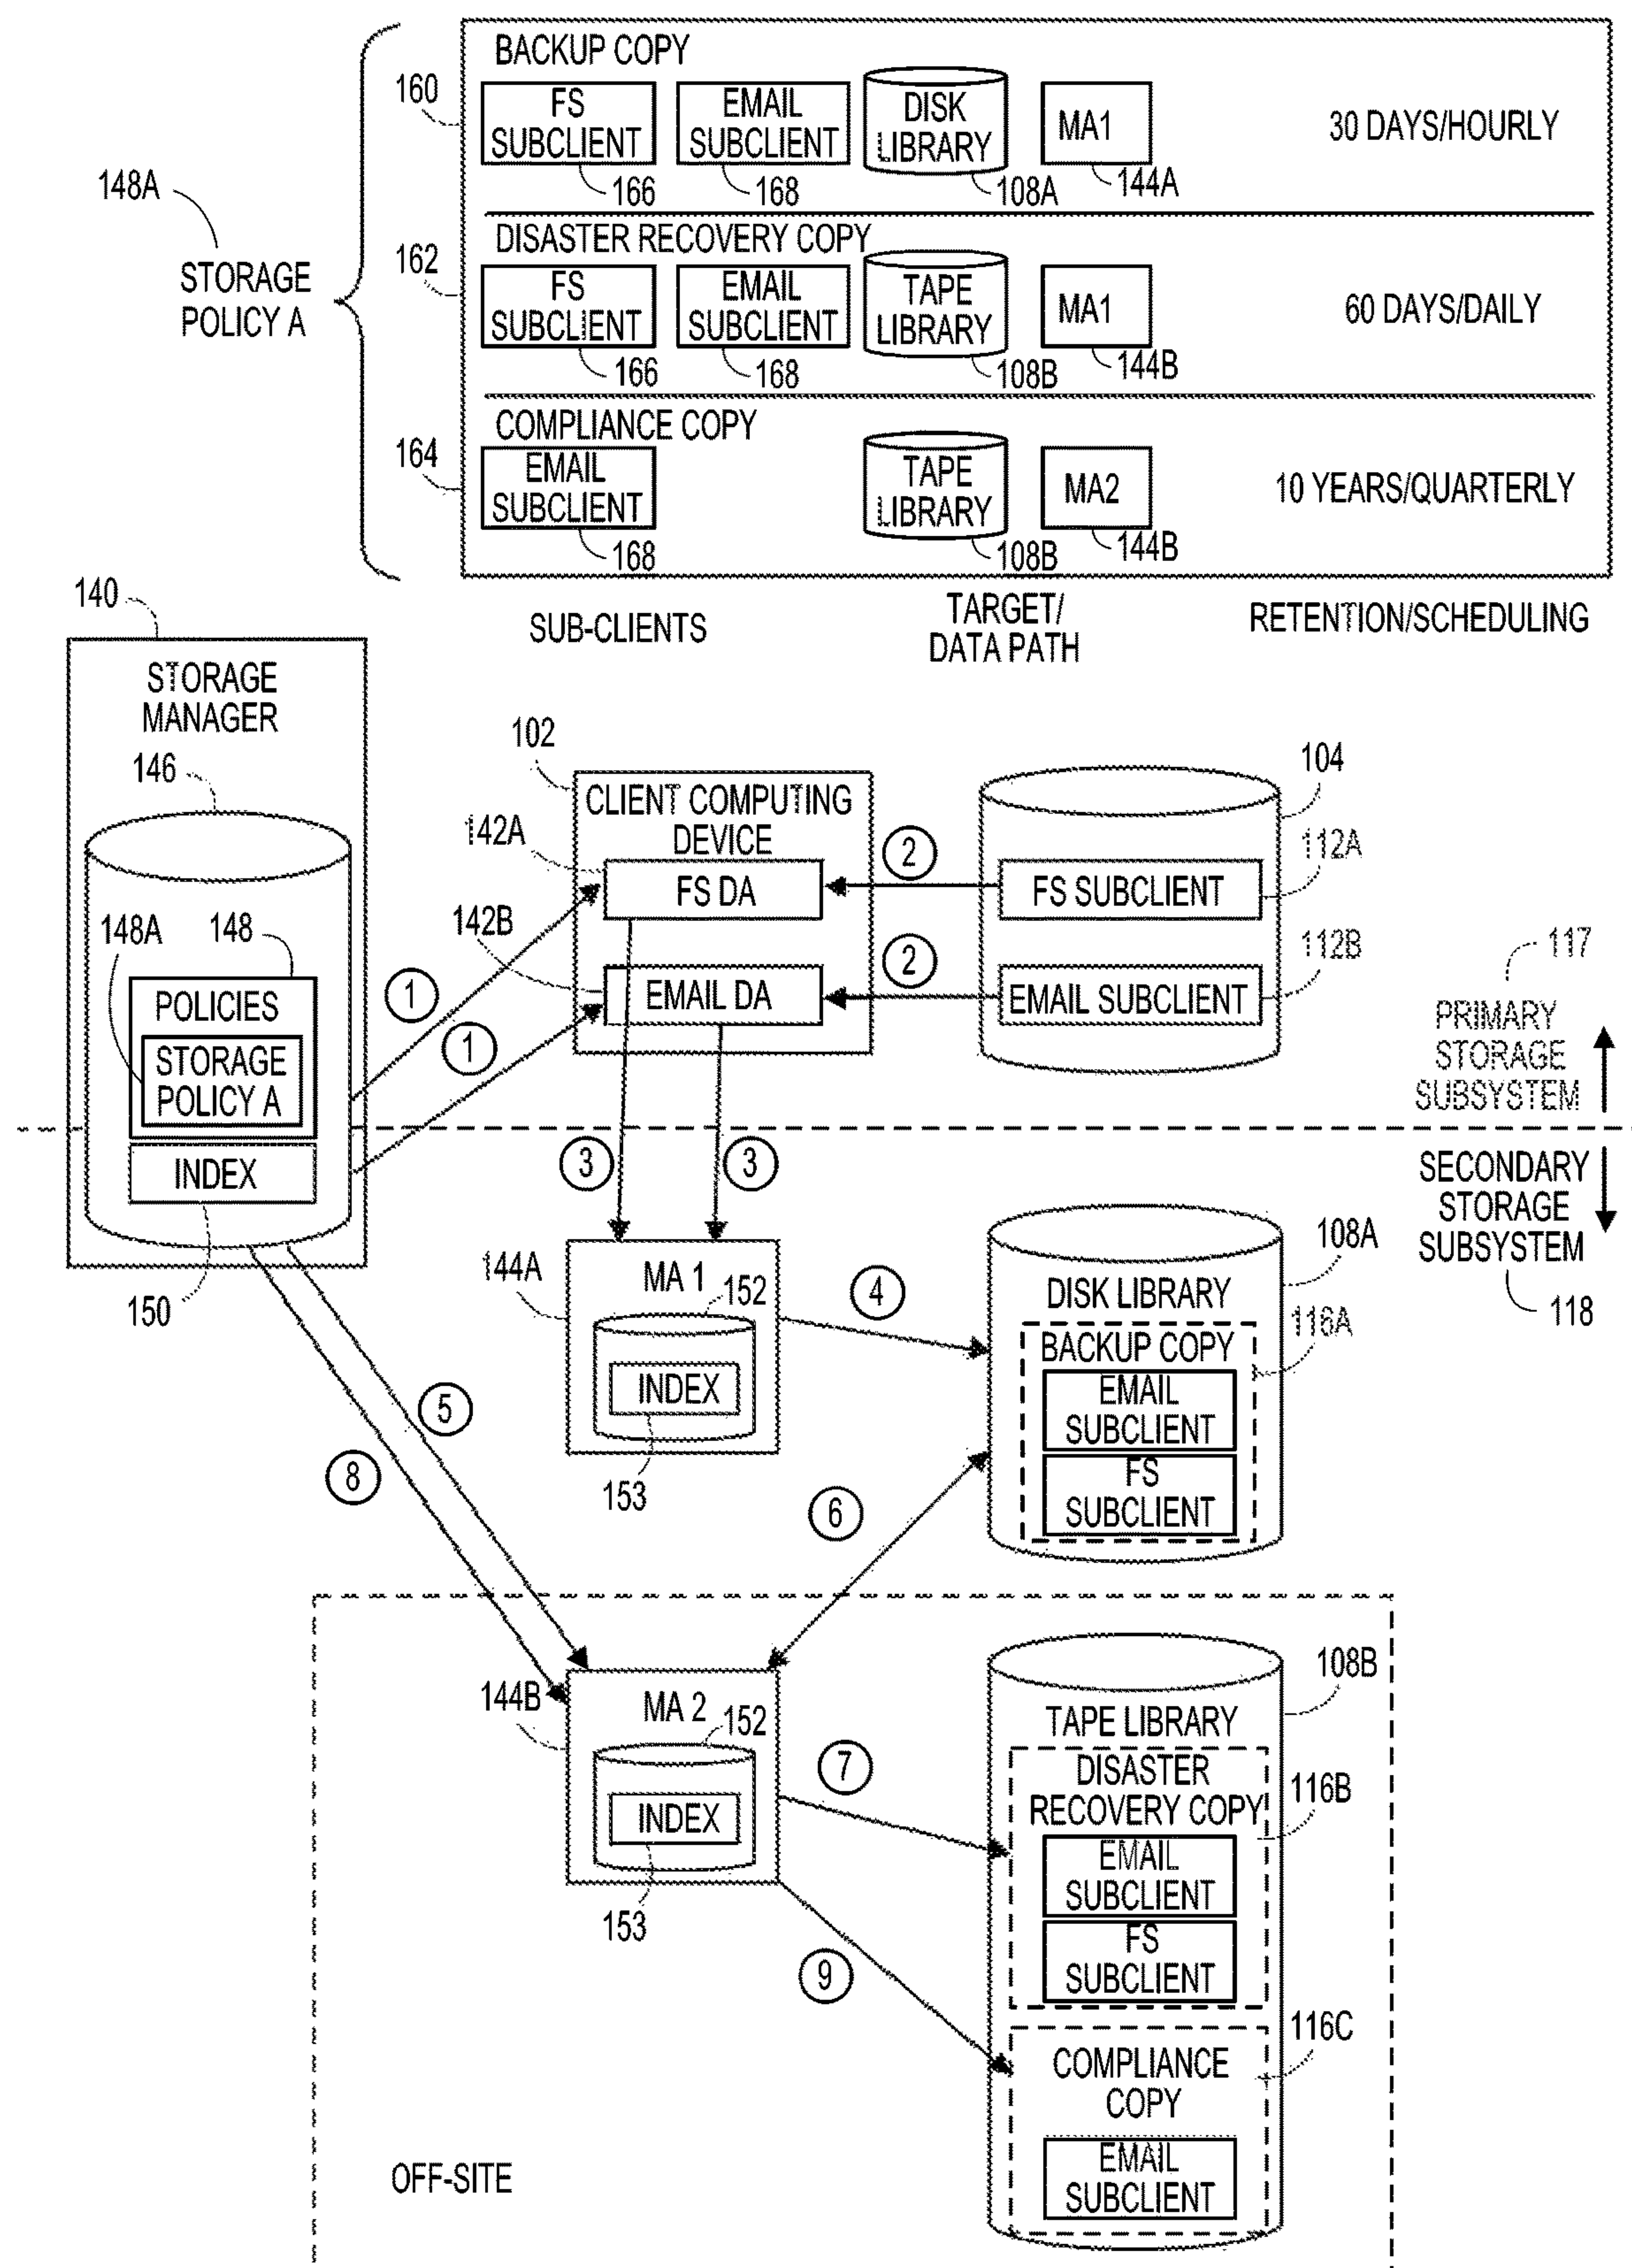 BACKUP COPY
160
FS
SUBCLIENT
166
EMAIL
SUBCLIENT
168
DISK
LIBRARY
108A
MA1
144A
30 DAYS/HOURLY
148A
STORAGE
POLICY A
DISASTER RECOVERY COPY
162
FS
SUBCLIENT
166
EMAIL
SUBCLIENT
168
TAPE
LIBRARY
108B
MA1
144B
60 DAYS/DAILY
COMPLIANCE COPY
164
EMAIL
SUBCLIENT
168
TAPE
LIBRARY
108B
MA2
144B
10 YEARS/QUARTERLY
SUB-CLIENTS
TARGET/
DATA PATH
RETENTION/SCHEDULING
140
STORAGE
MANAGER
146
148A
148
POLICIES
STORAGE
POLICY A
INDEX
150
102
CLIENT COMPUTING
DEVICE
142A
FS DA
142B
EMAIL DA
104
112A
FS SUBCLIENT
112B
EMAIL SUBCLIENT
1
1
2
2
117
PRIMARY
STORAGE
SUBSYSTEM
SECONDARY
STORAGE
SUBSYSTEM
118
3
3
144A
MA 1
152
INDEX
153
4
108A
DISK LIBRARY
116A
BACKUP COPY
EMAIL
SUBCLIENT
FS
SUBCLIENT
5
8
6
144B
MA 2
152
INDEX
153
7
9
108B
TAPE LIBRARY
DISASTER
RECOVERY COPY
116B
EMAIL
SUBCLIENT
FS
SUBCLIENT
116C
COMPLIANCE
COPY
EMAIL
SUBCLIENT
OFF-SITE